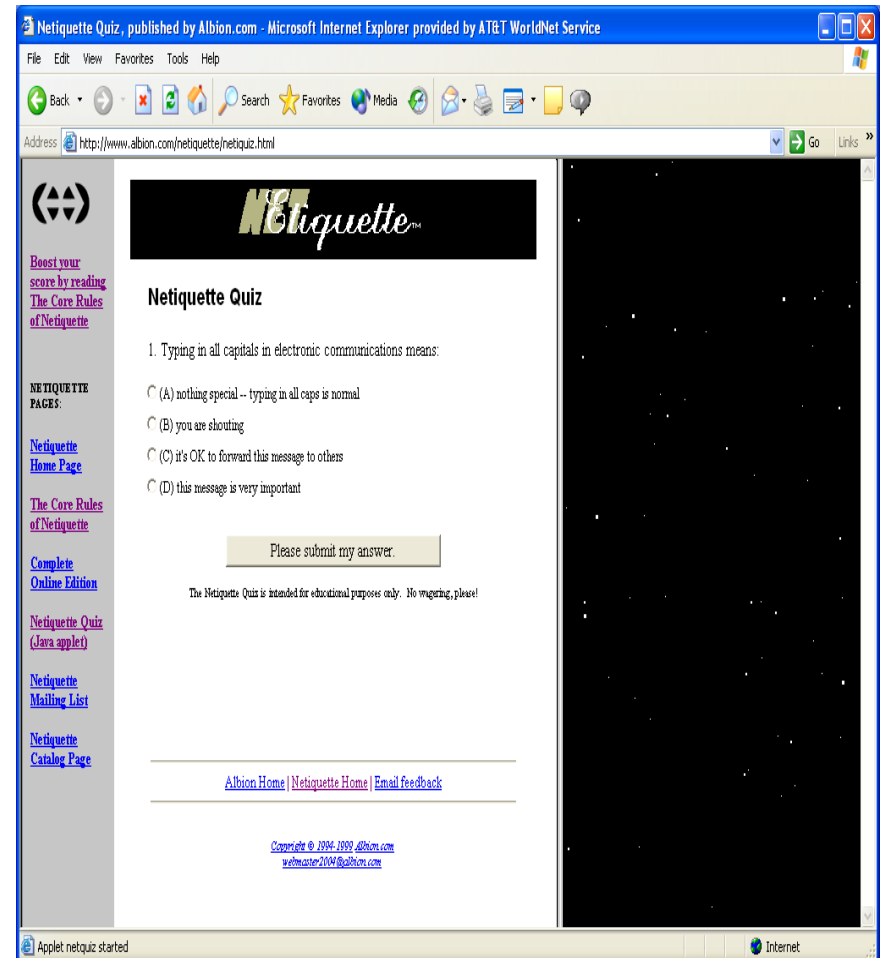 Netiquette Quiz, published by Albion.com - Microsoft Internet Explorer provided by AT&T WorldNet Service
File Edit View Favorites Tools Help
Back Search Favorites Media
Address http://www.albion.com/netiquette/netiquiz.html Go Links »
NETiquette™
Boost your
score by reading
The Core Rules
of Netiquette
NETIQUETTE
PAGES:
Netiquette
Home Page
The Core Rules
of Netiquette
Complete
Online Edition
Netiquette Quiz
(Java applet)
Netiquette
Mailing List
Netiquette
Catalog Page
Netiquette Quiz
1. Typing in all capitals in electronic communications means:
(A) nothing special -- typing in all caps is normal
(B) you are shouting
(C) it's OK to forward this message to others
(D) this message is very important
Please submit my answer.
The Netiquette Quiz is intended for educational purposes only. No wagering, please!
Albion Home | Netiquette Home | Email feedback
Copyright © 1994-1999 Albion.com
webmaster2004@albion.com
Applet netquiz started Internet